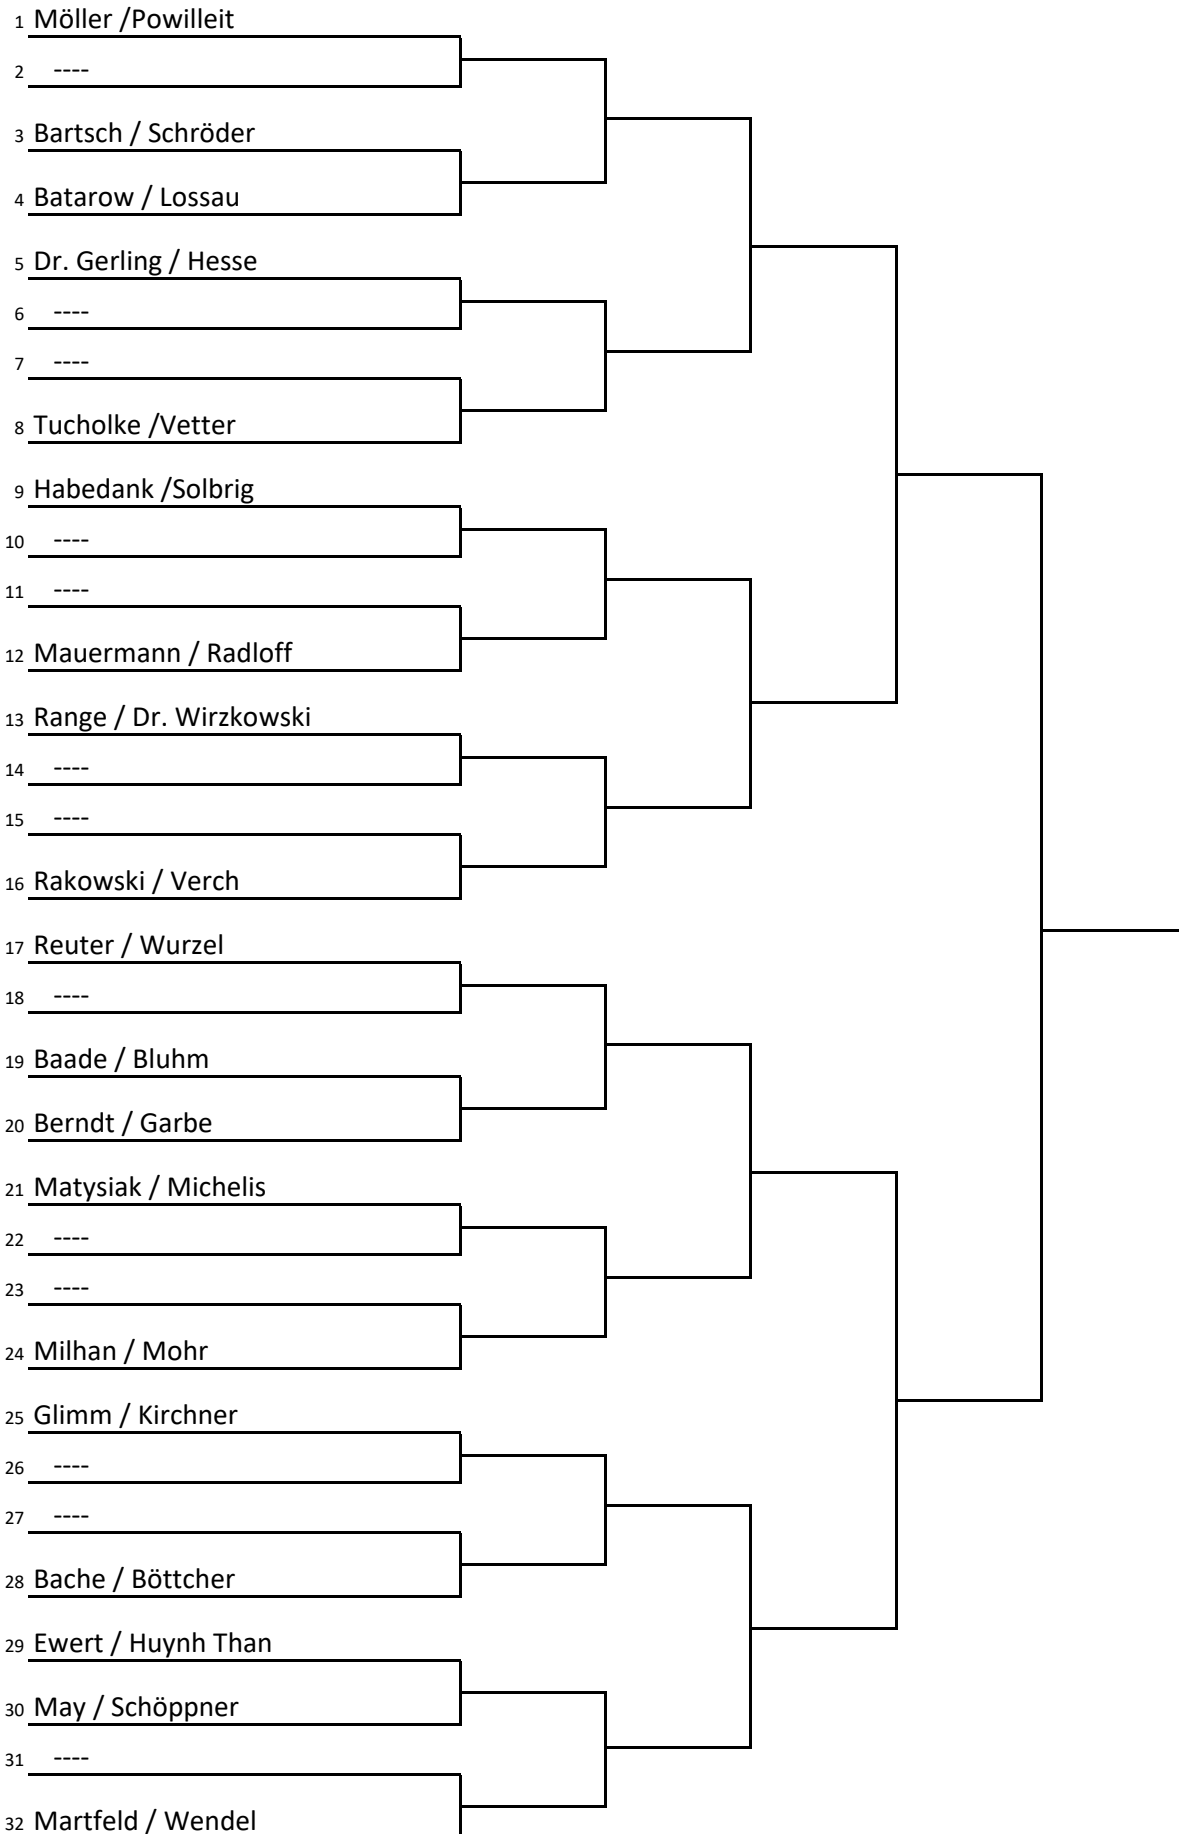 1 Möller /Powilleit
2 ----
3 Bartsch / Schröder
4 Batarow / Lossau
5 Dr. Gerling / Hesse
6 ----
7 ----
8 Tucholke /Vetter
9 Habedank /Solbrig
10 ----
11 ----
12 Mauermann / Radloff
13 Range / Dr. Wirzkowski
14 ----
15 ----
16 Rakowski / Verch
17 Reuter / Wurzel
18 ----
19 Baade / Bluhm
20 Berndt / Garbe
21 Matysiak / Michelis
22 ----
23 ----
24 Milhan / Mohr
25 Glimm / Kirchner
26 ----
27 ----
28 Bache / Böttcher
29 Ewert / Huynh Than
30 May / Schöppner
31 ----
32 Martfeld / Wendel